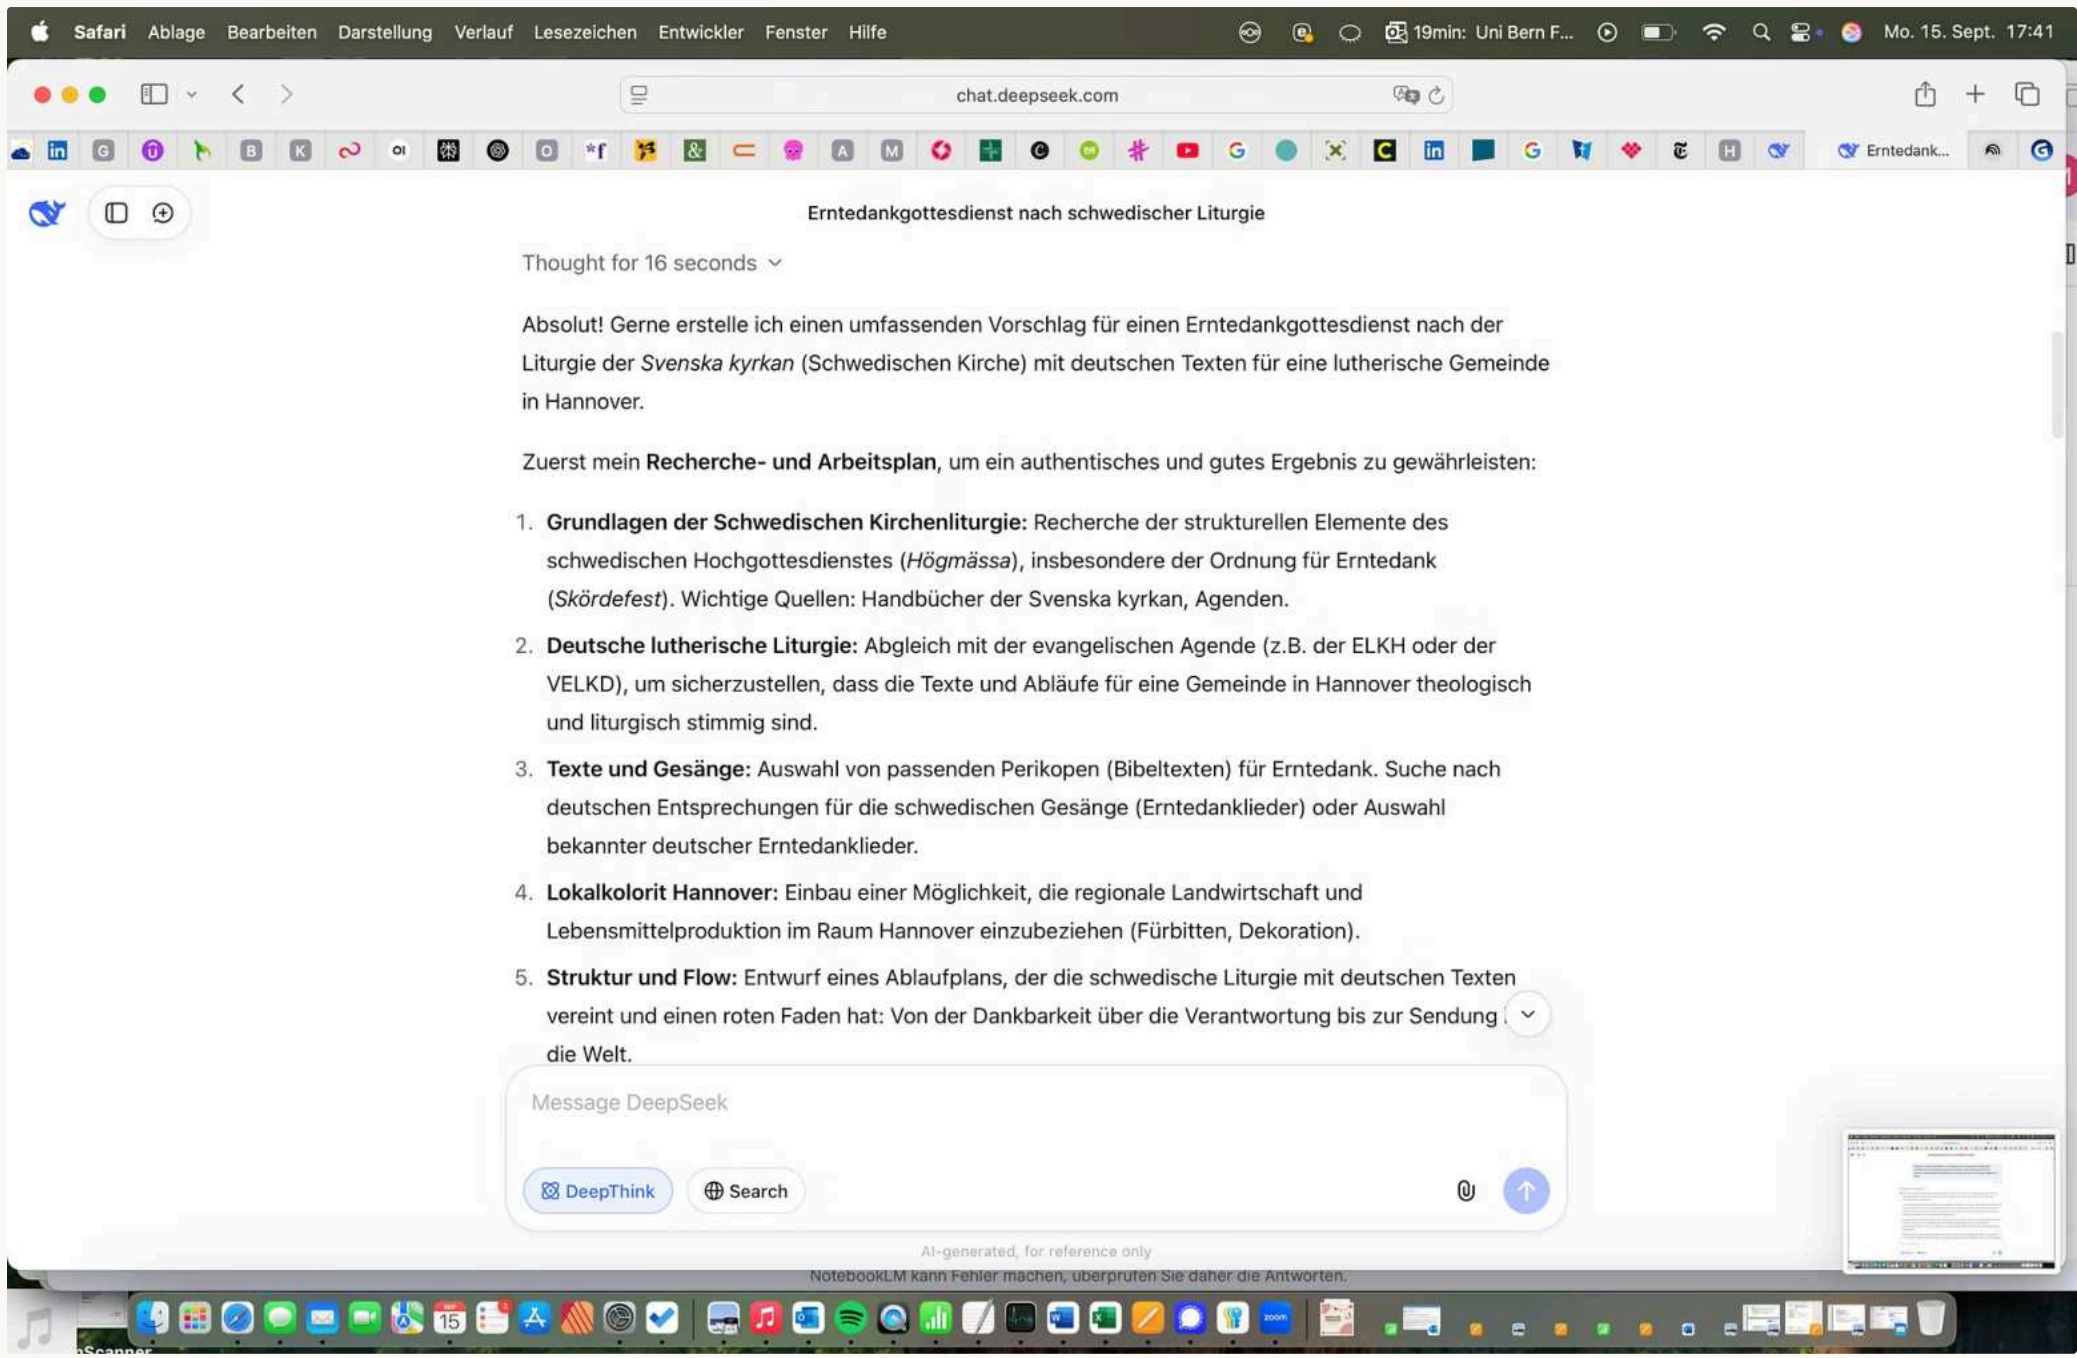 Safari Ablage Bearbeiten Darstellung Verlauf Lesezeichen Entwickler Fenster Hilfe 19min: Uni Bern F... Mo. 15. Sept. 17:41
chat.deepseek.com
Erntedank...
Erntedankgottesdienst nach schwedischer Liturgie
Thought for 16 seconds
Absolut! Gerne erstelle ich einen umfassenden Vorschlag für einen Erntedankgottesdienst nach der
Liturgie der Svenska kyrkan (Schwedischen Kirche) mit deutschen Texten für eine lutherische Gemeinde
in Hannover.
Zuerst mein Recherche- und Arbeitsplan, um ein authentisches und gutes Ergebnis zu gewährleisten:
1. Grundlagen der Schwedischen Kirchenliturgie: Recherche der strukturellen Elemente des
schwedischen Hochgottesdienstes (Högmässa), insbesondere der Ordnung für Erntedank
(Skördefest). Wichtige Quellen: Handbücher der Svenska kyrkan, Agenden.
2. Deutsche lutherische Liturgie: Abgleich mit der evangelischen Agende (z.B. der ELKH oder der
VELKD), um sicherzustellen, dass die Texte und Abläufe für eine Gemeinde in Hannover theologisch
und liturgisch stimmig sind.
3. Texte und Gesänge: Auswahl von passenden Perikopen (Bibeltexten) für Erntedank. Suche nach
deutschen Entsprechungen für die schwedischen Gesänge (Erntedanklieder) oder Auswahl
bekannter deutscher Erntedanklieder.
4. Lokalkolorit Hannover: Einbau einer Möglichkeit, die regionale Landwirtschaft und
Lebensmittelproduktion im Raum Hannover einzubeziehen (Fürbitten, Dekoration).
5. Struktur und Flow: Entwurf eines Ablaufplans, der die schwedische Liturgie mit deutschen Texten
vereint und einen roten Faden hat: Von der Dankbarkeit über die Verantwortung bis zur Sendung
die Welt.
Message DeepSeek
DeepThink Search
AI-generated, for reference only
NotebookLM kann Fehler machen, überprüfen Sie daher die Antworten.
15
zoom